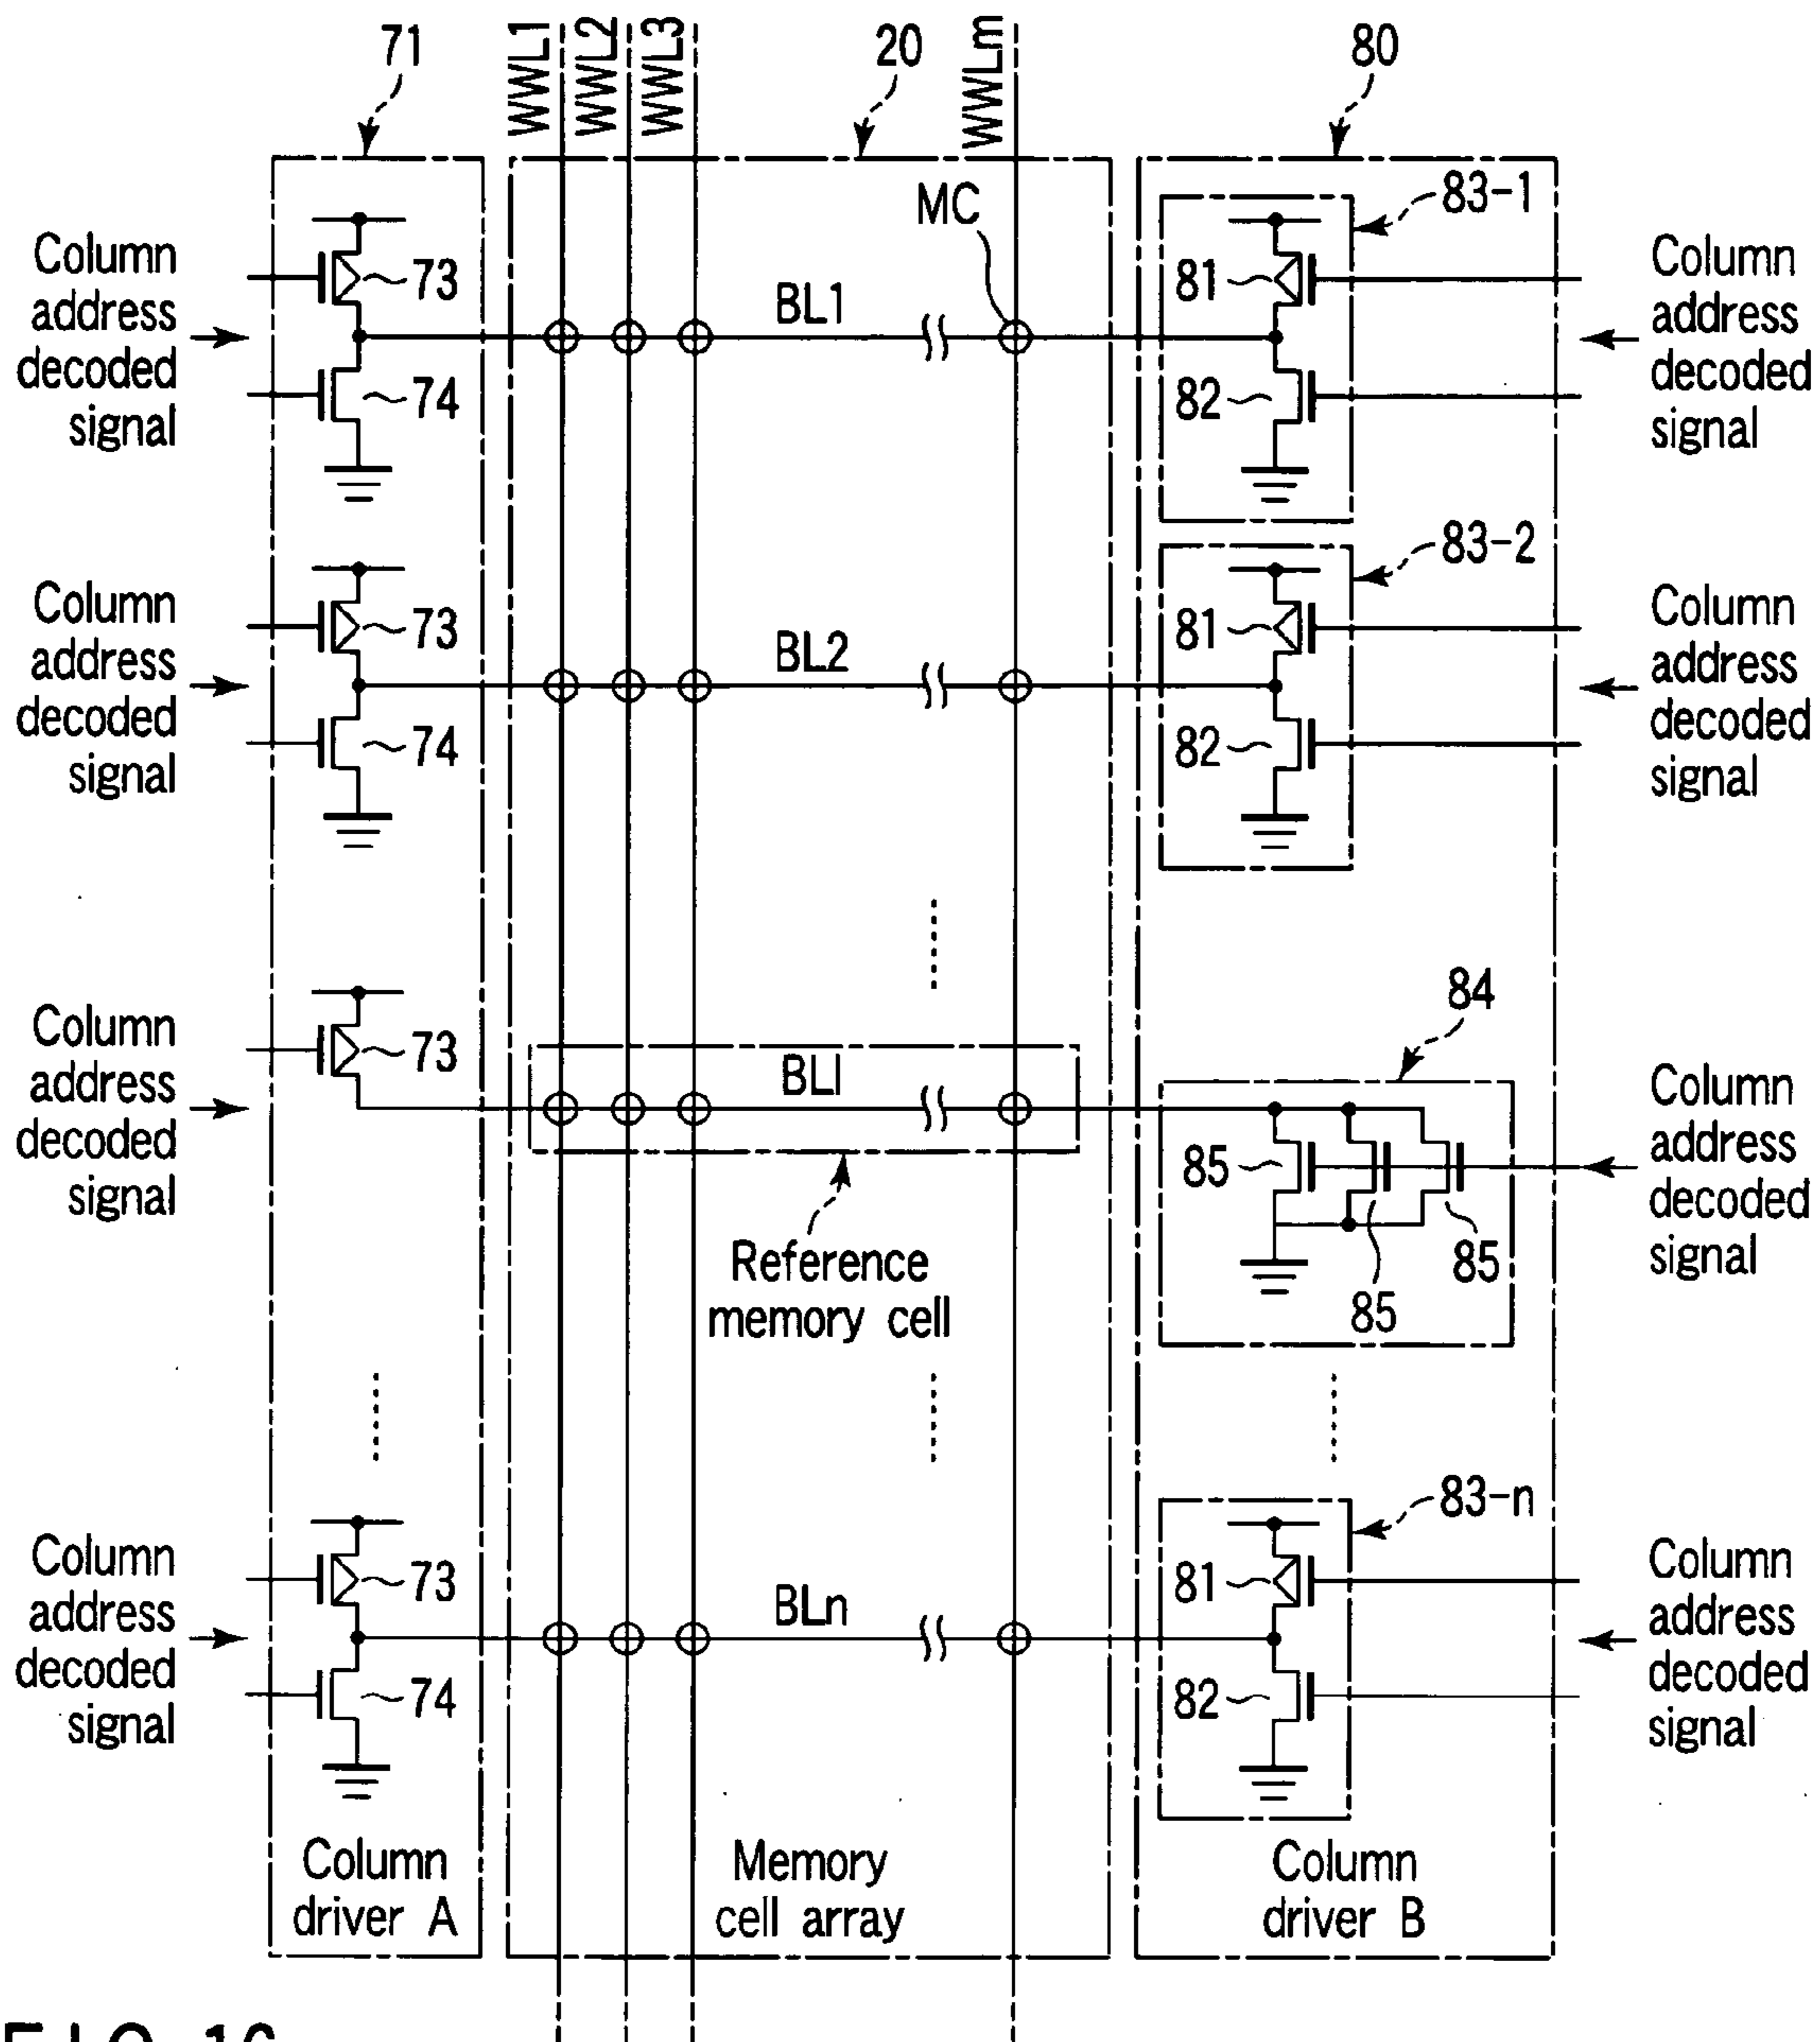 71
WWL1
WWL2
WWL3
20
WWLm
80
MC
83-1
Column
address
decoded
signal
73
74
BL1
81
82
Column
address
decoded
signal
83-2
Column
address
decoded
signal
73
74
BL2
81
82
Column
address
decoded
signal
84
Column
address
decoded
signal
73
BLl
85
85
85
Column
address
decoded
signal
Reference
memory cell
83-n
Column
address
decoded
signal
73
74
BLn
81
82
Column
address
decoded
signal
Column
driver A
Memory
cell array
Column
driver B